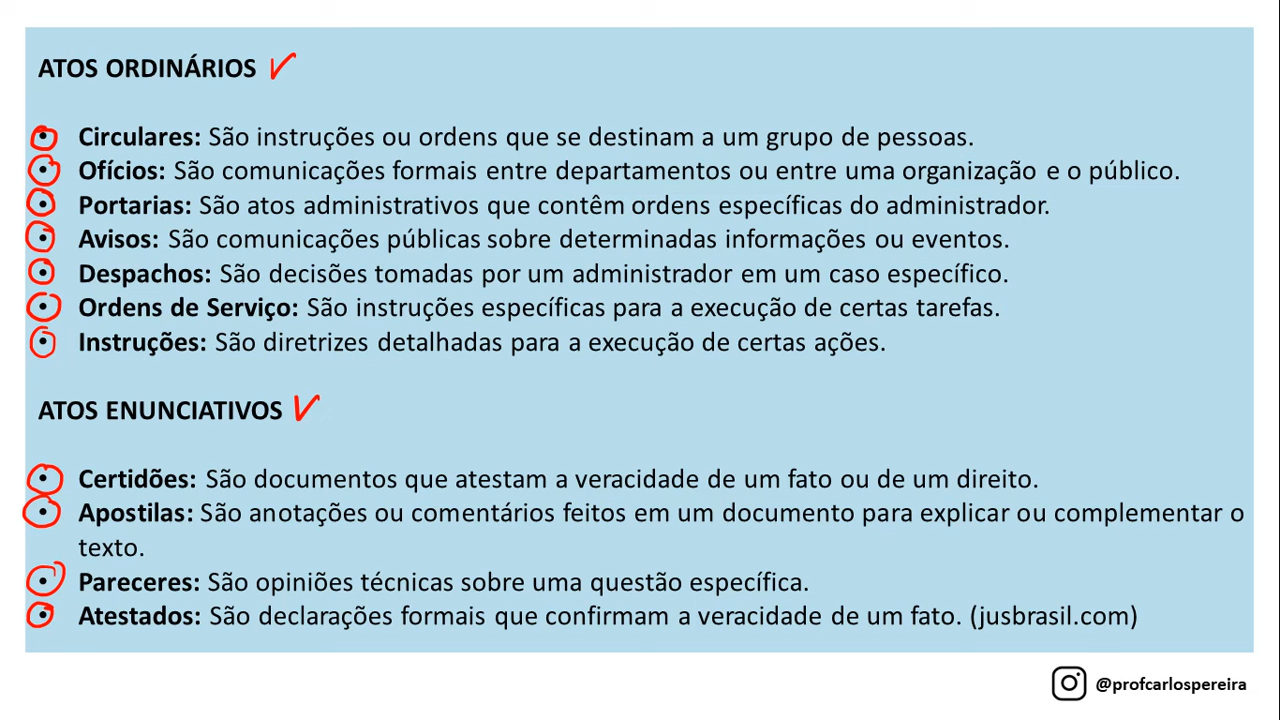 ATOS ORDINÁRIOS
• Circulares: São instruções ou ordens que se destinam a um grupo de pessoas.
• Ofícios: São comunicações formais entre departamentos ou entre uma organização e o público.
• Portarias: São atos administrativos que contêm ordens específicas do administrador.
• Avisos: São comunicações públicas sobre determinadas informações ou eventos.
• Despachos: São decisões tomadas por um administrador em um caso específico.
• Ordens de Serviço: São instruções específicas para a execução de certas tarefas.
• Instruções: São diretrizes detalhadas para a execução de certas ações.
ATOS ENUNCIATIVOS
• Certidões: São documentos que atestam a veracidade de um fato ou de um direito.
• Apostilas: São anotações ou comentários feitos em um documento para explicar ou complementar o
texto.
• Pareceres: São opiniões técnicas sobre uma questão específica.
• Atestados: São declarações formais que confirmam a veracidade de um fato. (jusbrasil.com)
@profcarlospereira